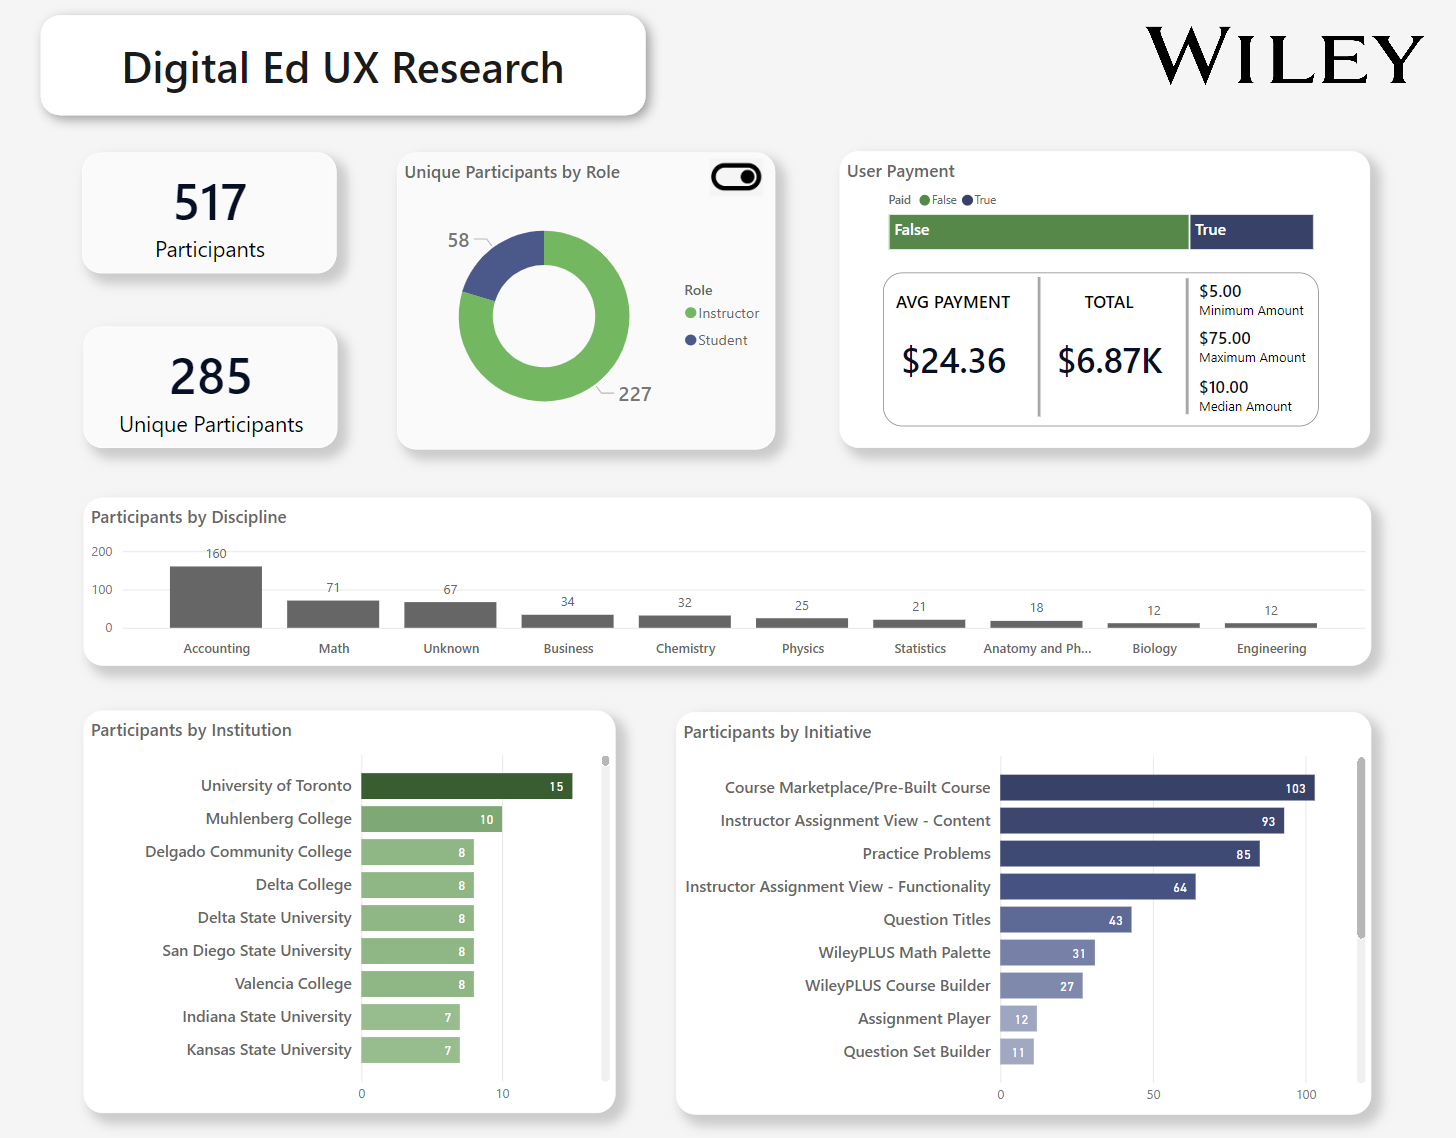 Digital Ed UX Research
WILEY
517
Participants
285
Unique Participants
Unique Participants by Role
58
227
Role
Instructor
Student
User Payment
Paid False True
False True
AVG PAYMENT
$24.36
TOTAL
$6.87K
$5.00
Minimum Amount
$75.00
Maximum Amount
$10.00
Median Amount
Participants by Discipline
200
100
0
160 71 67 34 32 25 21 18 12 12
Accounting Math Unknown Business Chemistry Physics Statistics Anatomy and Ph... Biology Engineering
Participants by Institution
University of Toronto 15
Muhlenberg College 10
Delgado Community College 8
Delta College 8
Delta State University 8
San Diego State University 8
Valencia College 8
Indiana State University 7
Kansas State University 7
0 10
Participants by Initiative
Course Marketplace/Pre-Built Course 103
Instructor Assignment View - Content 93
Practice Problems 85
Instructor Assignment View - Functionality 64
Question Titles 43
WileyPLUS Math Palette 31
WileyPLUS Course Builder 27
Assignment Player 12
Question Set Builder 11
0 50 100